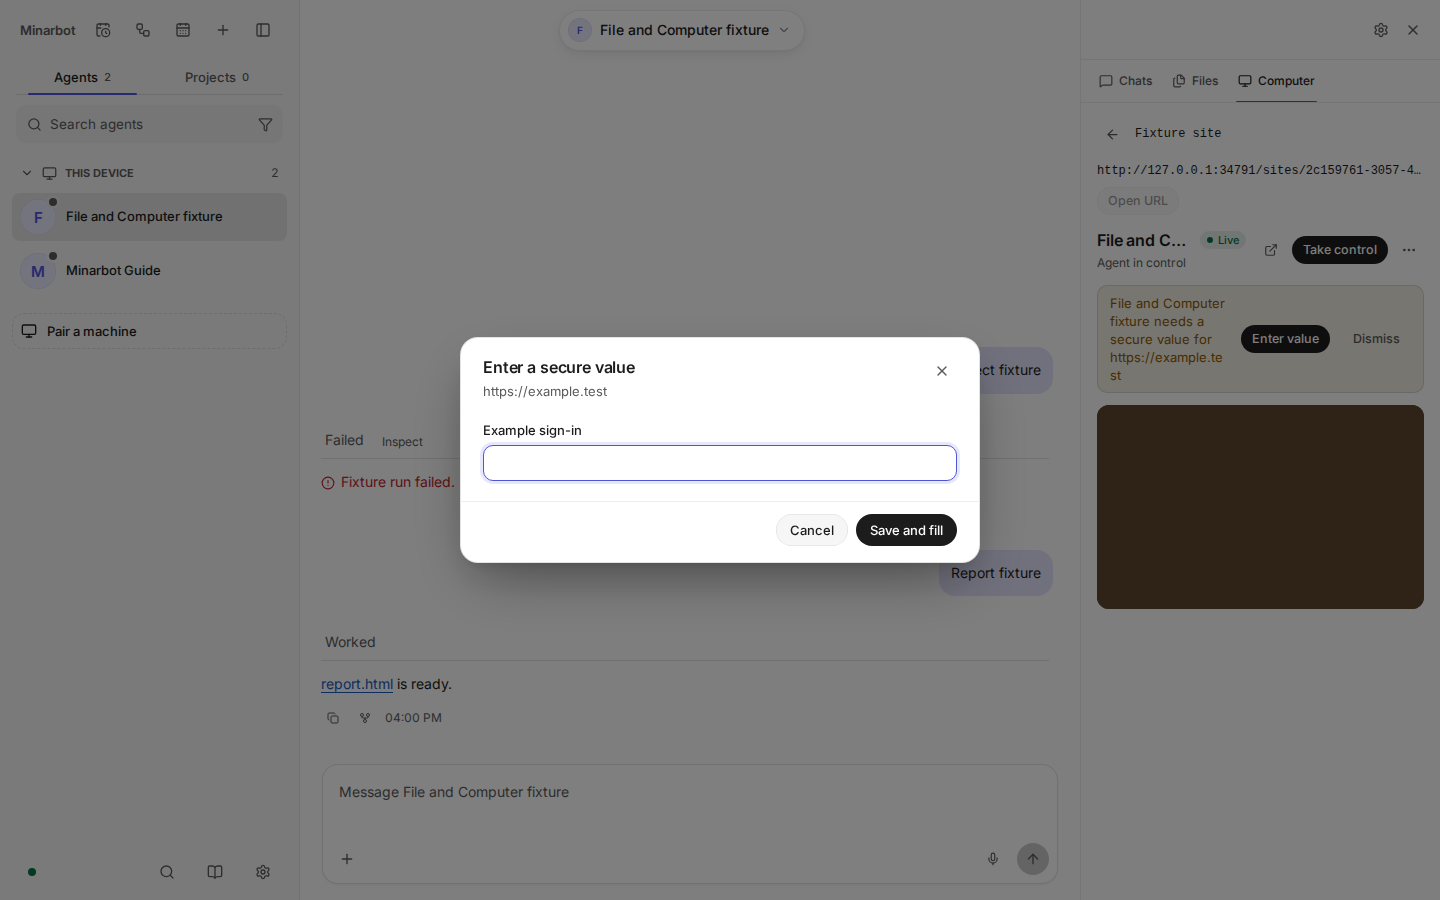 Minarbot
Agents 2
Projects 0
Search agents
THIS DEVICE 2
F
File and Computer fixture
M
Minarbot Guide
Pair a machine
F File and Computer fixture
ect fixture
Failed Inspect
Fixture run failed.
Report fixture
Worked
report.html is ready.
04:00 PM
Message File and Computer fixture
Enter a secure value
https://example.test
Example sign-in
Cancel
Save and fill
Chats
Files
Computer
Fixture site
http://127.0.0.1:34791/sites/2c159761-3057-4…
Open URL
File and C…
Live
Take control
Agent in control
File and Computer
fixture needs a
secure value for
https://example.te
st
Enter value
Dismiss